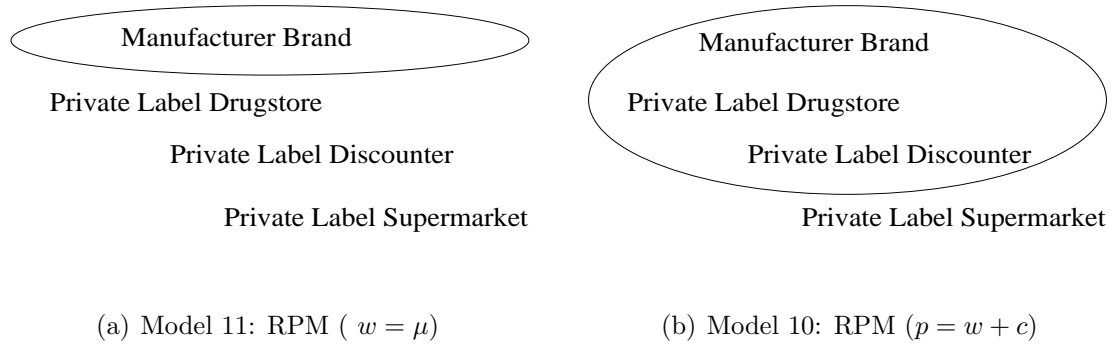 Manufacturer Brand
Private Label Drugstore
Private Label Discounter
Private Label Supermarket
(a) Model 11: RPM ( w = μ)
Manufacturer Brand
Private Label Drugstore
Private Label Discounter
Private Label Supermarket
(b) Model 10: RPM (p = w + c)